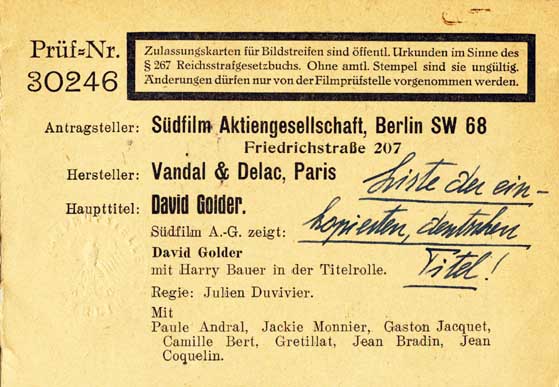 Prüf=Nr.
30246
Zulassungskarten für Bildstreifen sind öffentl. Urkunden im Sinne des
§ 267 Reichsstrafgesetzbuchs. Ohne amtl. Stempel sind sie ungültig.
Änderungen dürfen nur von der Filmprüfstelle vorgenommen werden.
Antragsteller: Südfilm Aktiengesellschaft, Berlin SW 68
Friedrichstraße 207
Hersteller: Vandal & Delac, Paris
Haupttitel: David Golder.
Südfilm A.-G. zeigt:
David Golder
mit Harry Bauer in der Titelrolle.
Regie: Julien Duvivier.
Mit
Paule Andral, Jackie Monnier, Gaston Jacquet,
Camille Bert, Gretillat, Jean Bradin, Jean
Coquelin.
Liste der ein-
kopierten, deutschen
Titel!